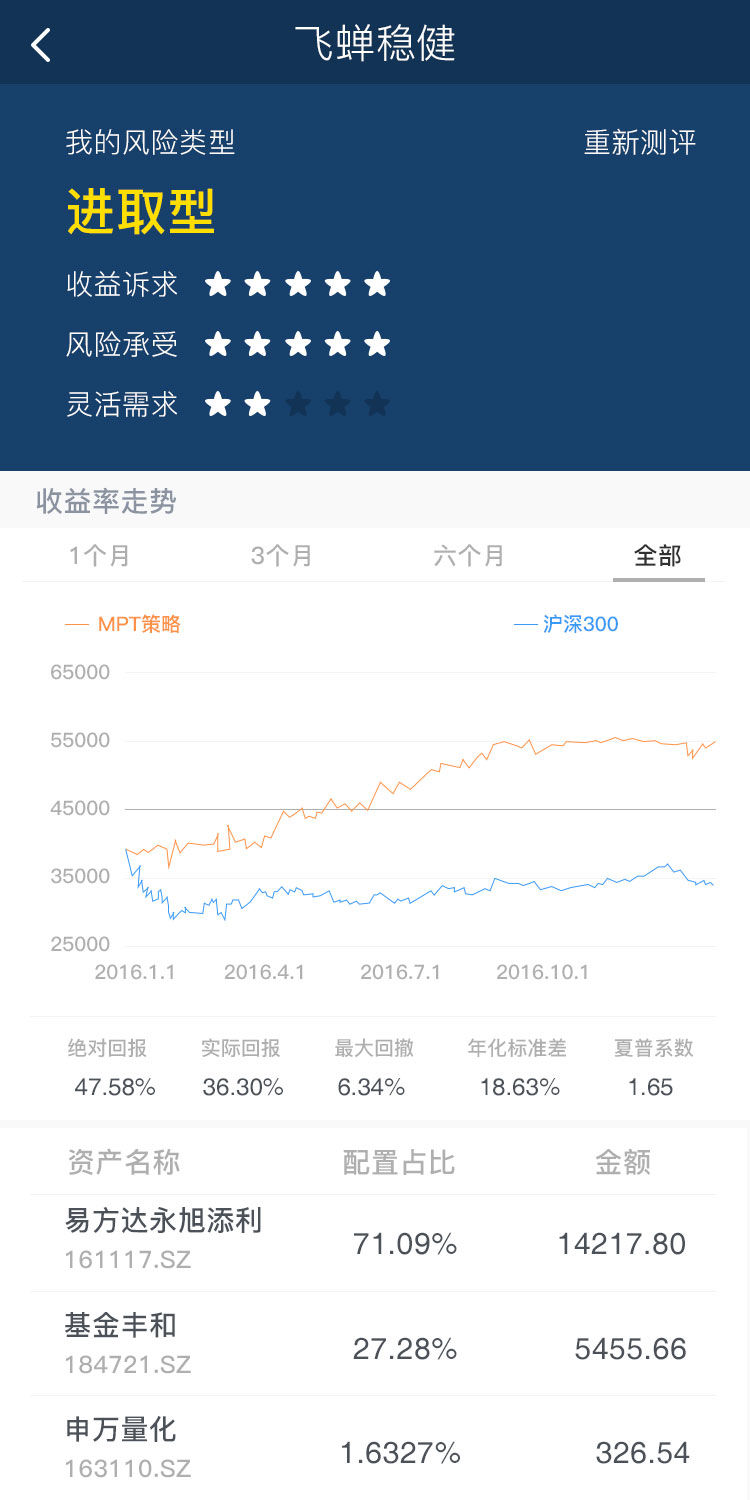 飞蝉稳健
我的风险类型 重新测评
进取型
收益诉求
风险承受
灵活需求
收益率走势
1个月 3个月 六个月 全部
MPT策略 沪深300
65000
55000
45000
35000
25000
2016.1.1 2016.4.1 2016.7.1 2016.10.1
绝对回报 实际回报 最大回撤 年化标准差 夏普系数
47.58% 36.30% 6.34% 18.63% 1.65
资产名称 配置占比 金额
易方达永旭添利
71.09% 14217.80
161117.SZ
基金丰和
27.28% 5455.66
184721.SZ
申万量化
1.6327% 326.54
163110.SZ